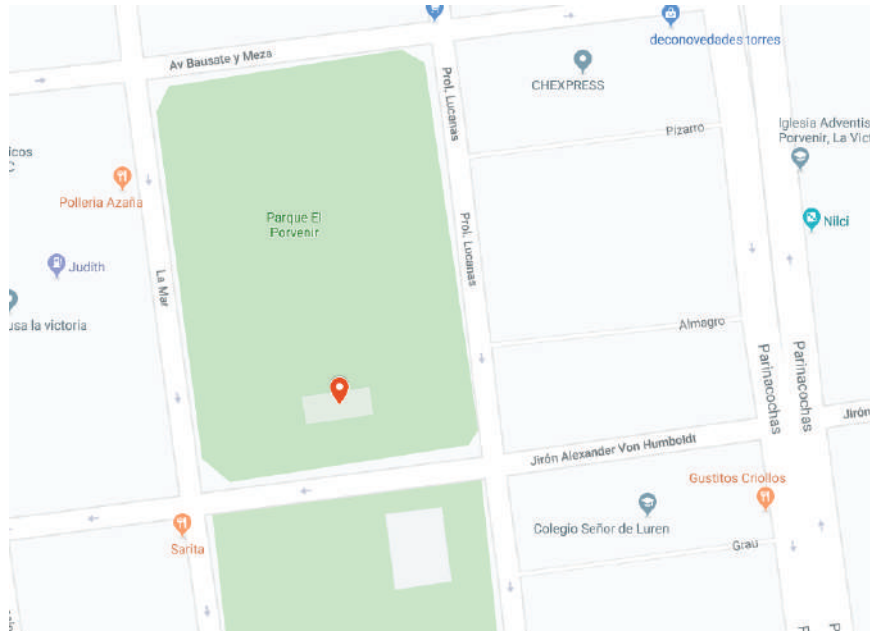 deconovedades torres
Av Bausate y Meza
CHEXPRESS
Prol. Lucanas
Pizarro
Iglesia Adventis
Porvenir, La Vict
icos
C
Polleria Azaña
Parque El
Porvenir
Prol. Lucanas
Nilci
Judith
La Mar
usa la victoria
Almagro
Parinacochas
Parinacochas
Jirón
Jirón Alexander Von Humboldt
Gustitos Criollos
Colegio Señor de Luren
Sarita
Grau